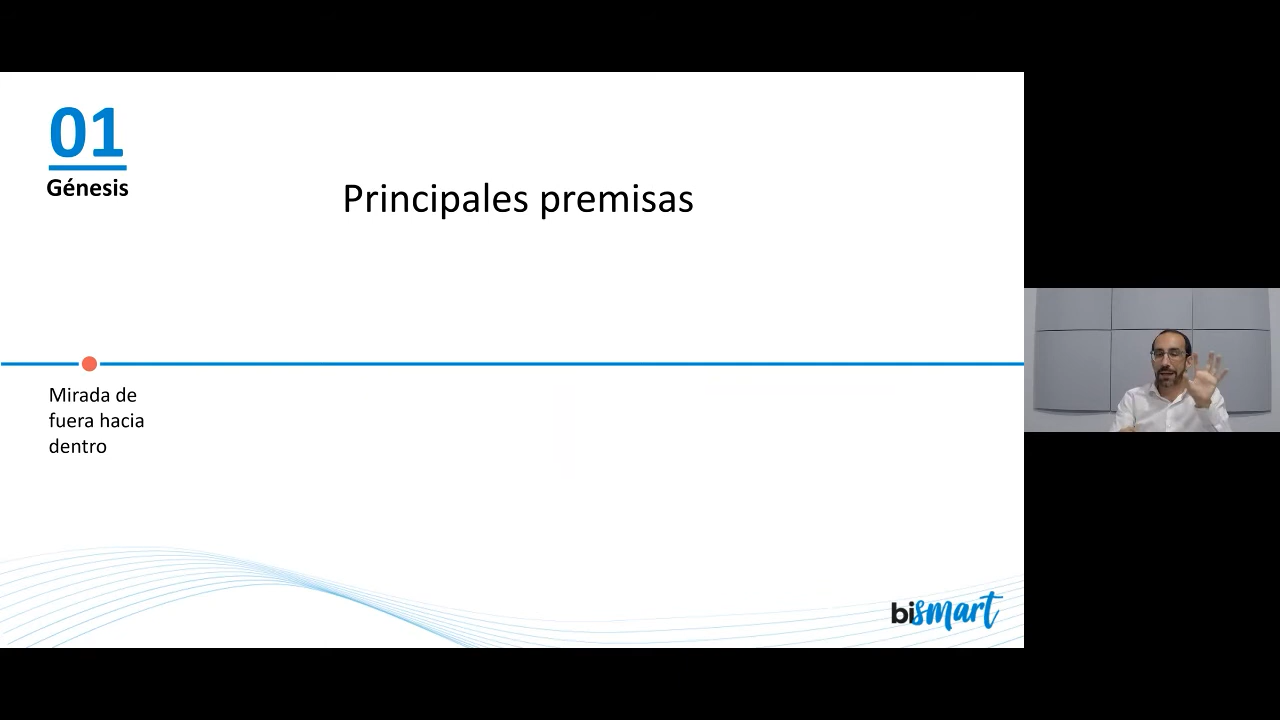 01
Génesis
Principales premisas
Mirada de
fuera hacia
dentro
bismart